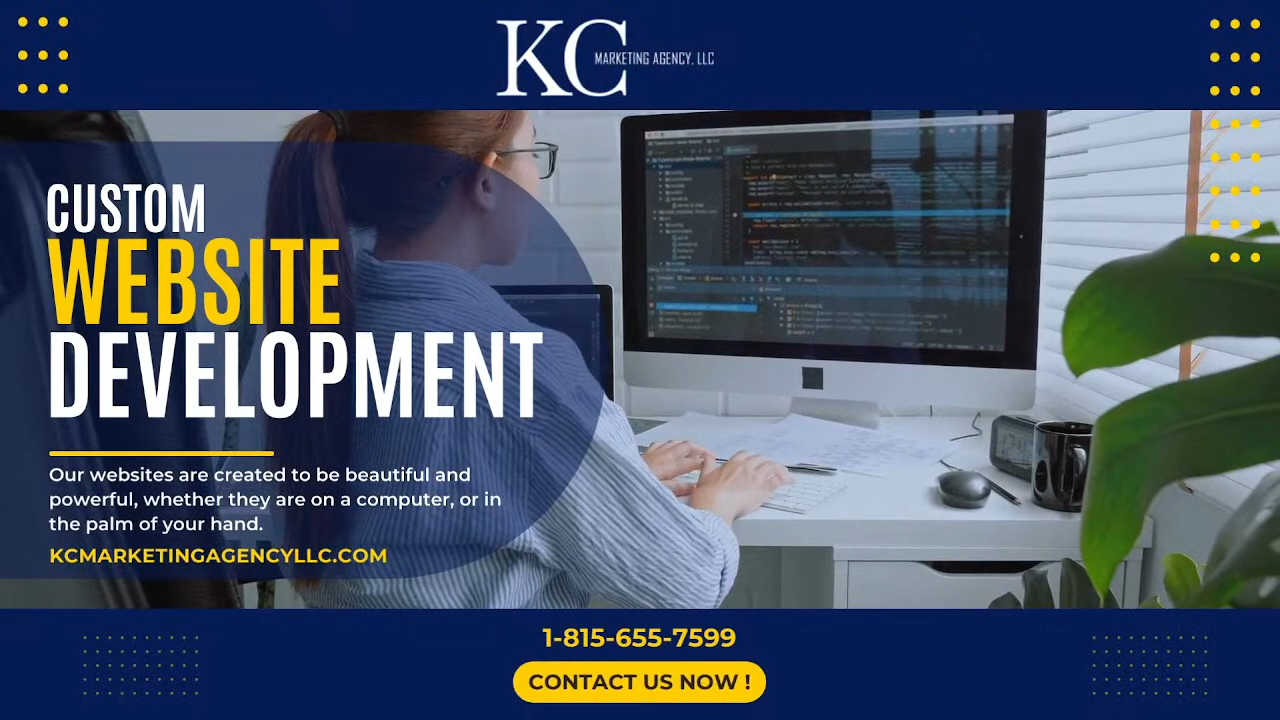 KC
MARKETING AGENCY, LLC
CUSTOM
WEBSITE
DEVELOPMENT
Our websites are created to be beautiful and
powerful, whether they are on a computer, or in
the palm of your hand.
KCMARKETINGAGENCYLLC.COM
1-815-655-7599
CONTACT US NOW !